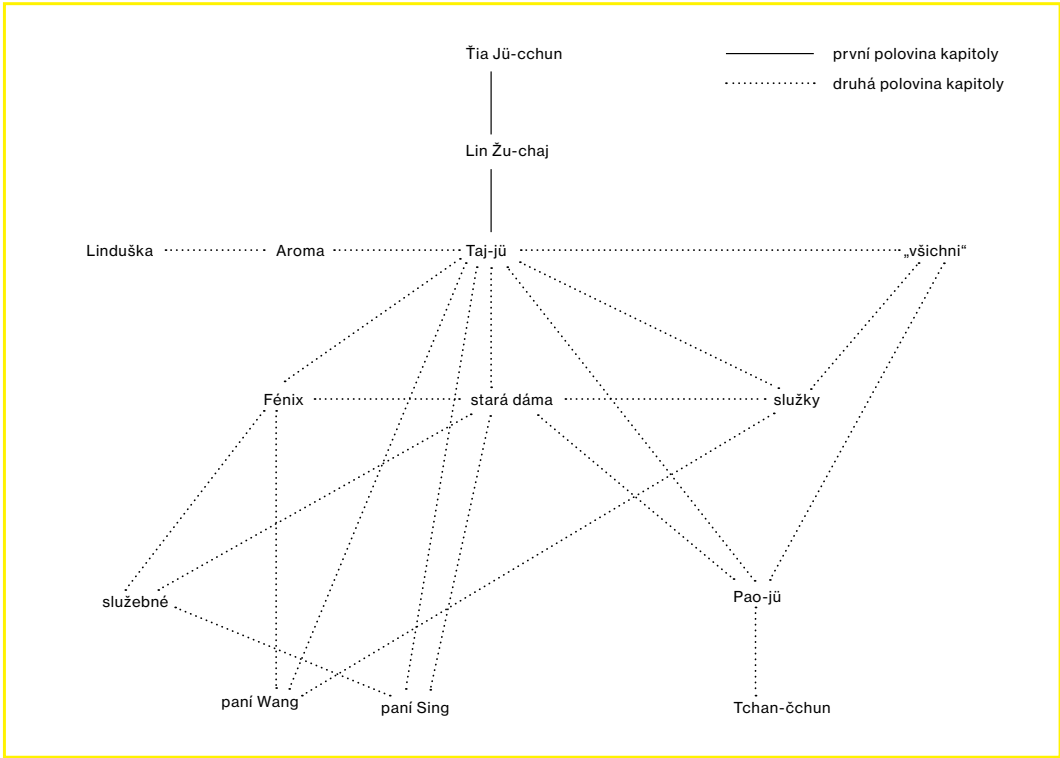 Ťia Jü-cchun
první polovina kapitoly
druhá polovina kapitoly
Lin Žu-chaj
Linduška
Aroma
Taj-jü
„všichni“
Fénix
stará dáma
služky
služebné
Pao-jü
paní Wang
paní Sing
Tchan-čchun